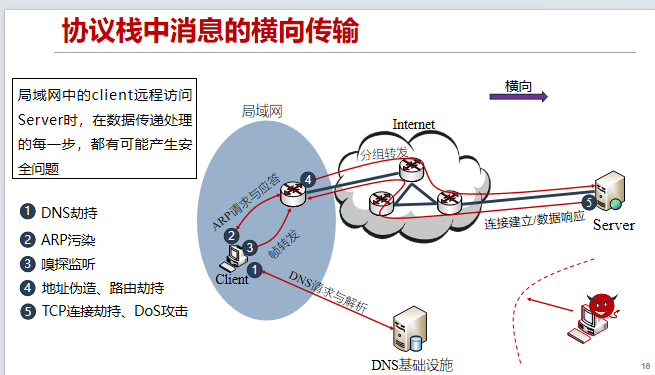 协议栈中消息的横向传输
局域网中的client远程访问
Server时，在数据传递处理
的每一步，都有可能产生安
全问题
横向
局域网
Internet
分组转发
ARP请求与应答
4
2
3
帧转发
1
Client
5
连接建立/数据响应
Server
DNS请求与解析
DNS基础设施
1 DNS劫持
2 ARP污染
3 嗅探监听
4 地址伪造、路由劫持
5 TCP连接劫持、DoS攻击
16